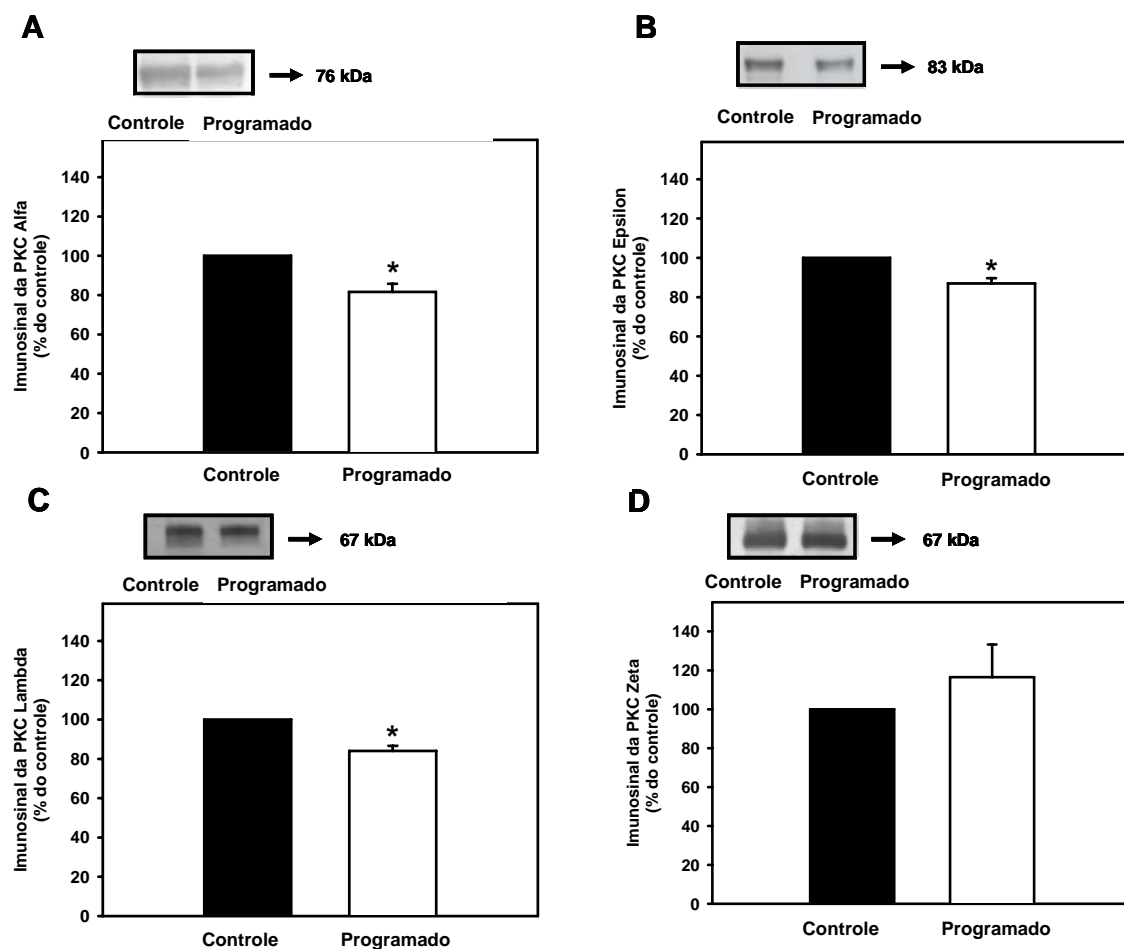 A
76 kDa
Controle Programado
Imunosinal da PKC Alfa
(% do controle)
140
120
100
80
60
40
20
0
*
Controle Programado
B
83 kDa
Controle Programado
Imunosinal da PKC Epsilon
(% do controle)
140
120
100
80
60
40
20
0
*
Controle Programado
C
67 kDa
Controle Programado
Imunosinal da PKC Lambda
(% do controle)
140
120
100
80
60
40
20
0
*
Controle Programado
D
67 kDa
Controle Programado
Imunosinal da PKC Zeta
(% do controle)
140
120
100
80
60
40
20
0
Controle Programado